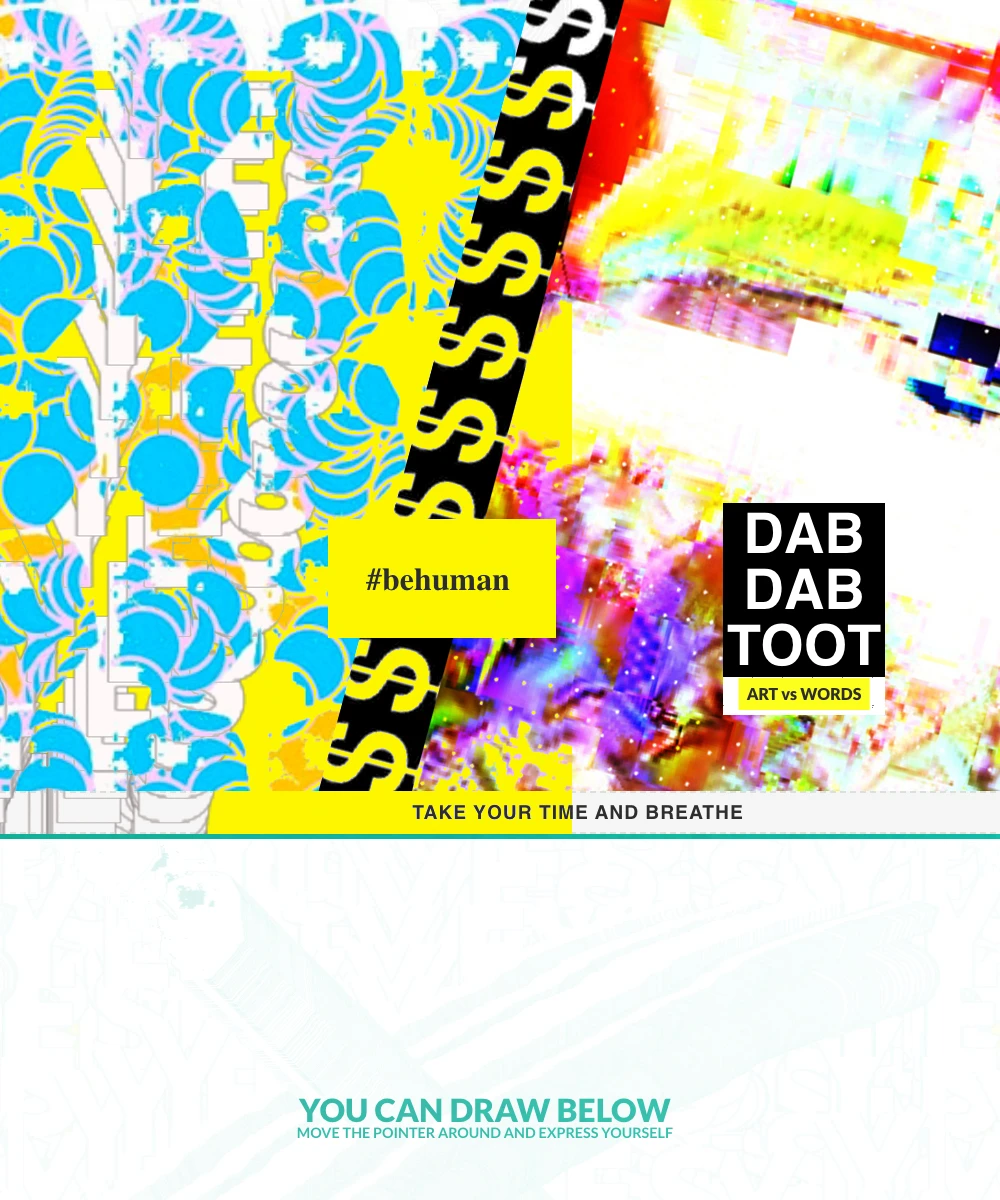 $
$
$
$
$
$
$
#behuman
$
$
DAB
DAB
TOOT
ART vs WORDS
TAKE YOUR TIME AND BREATHE
YOU CAN DRAW BELOW
MOVE THE POINTER AROUND AND EXPRESS YOURSELF